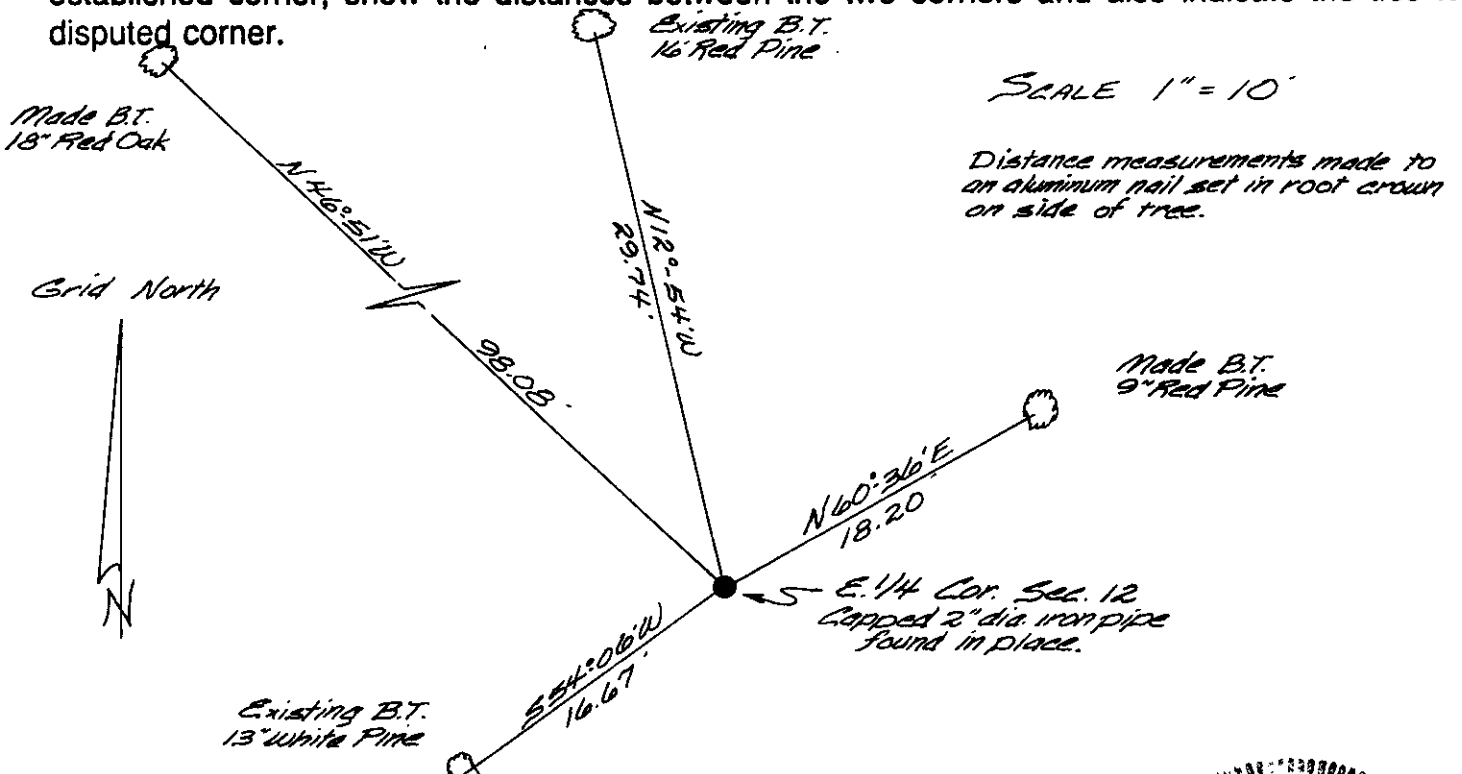 disputed corner.
Existing B.T.
16" Red Pine
SCALE 1" = 10'
Made B.T.
18" Red Oak
Distance measurements made to
an aluminum nail set in root crown
on side of tree.
N46°-51'W
98.08'
N12°-54'W
29.74'
Grid North
N
Made B.T.
9" Red Pine
N60°-36'E
18.20'
E. 1/4 Cor. Sec. 12
Capped 2" dia. iron pipe
found in place.
S54°-06'W
16.67'
Existing B.T.
13" White Pine